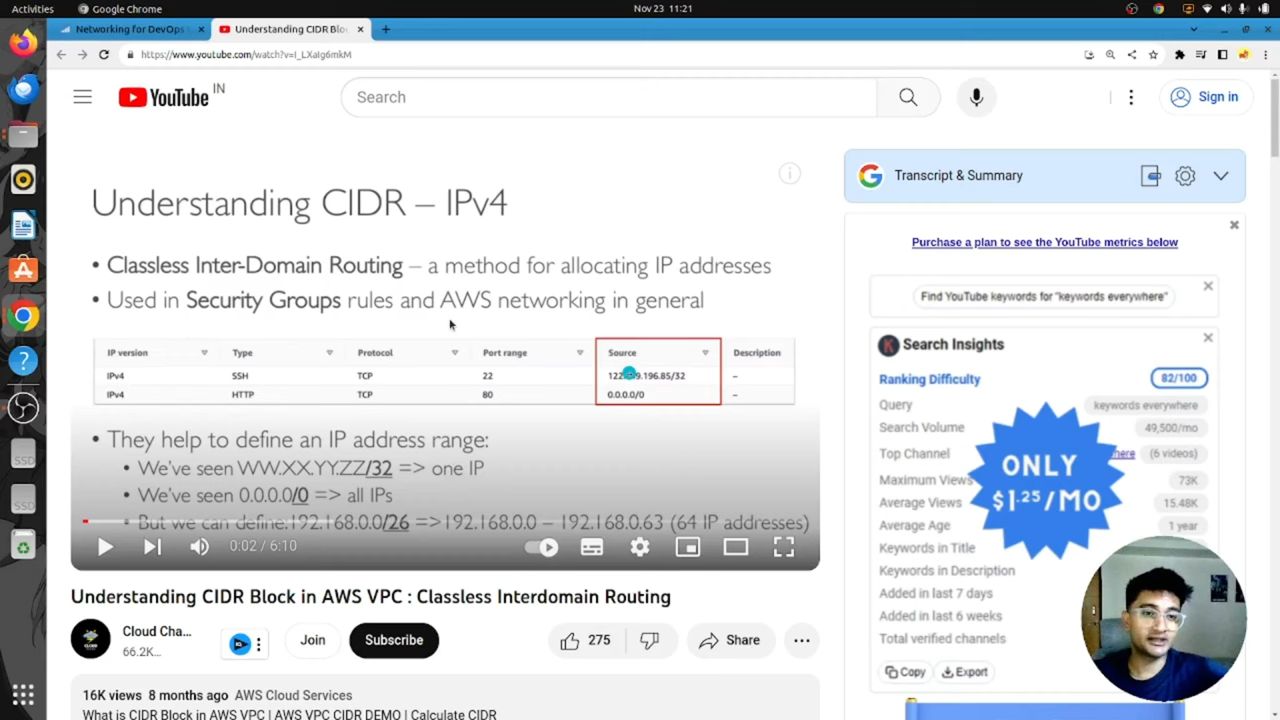 Activities
Google Chrome
Nov 23 11:21
Networking for DevOps
Understanding CIDR Blo
https://www.youtube.com/watch?v=I_LXaIg6mkM
YouTube IN
Search
Sign in
Understanding CIDR – IPv4
• Classless Inter-Domain Routing – a method for allocating IP addresses
• Used in Security Groups rules and AWS networking in general
IP version Type Protocol Port range Source Description
IPv4 SSH TCP 22 .196.85/32 –
IPv4 HTTP TCP 80 0.0.0.0/0 –
• They help to define an IP address range:
• We've seen WW.XX.YY.ZZ/32 => one IP
• We've seen 0.0.0.0/0 => all IPs
• But we can define:192.168.0.0/26 =>192.168.0.0 – 192.168.0.63 (64 IP addresses)
0:02 / 6:10
Understanding CIDR Block in AWS VPC : Classless Interdomain Routing
Cloud Cha...
66.2K...
Join
Subscribe
275
Share
16K views 8 months ago AWS Cloud Services
What is CIDR Block in AWS VPC | AWS VPC CIDR DEMO | Calculate CIDR
Transcript & Summary
Purchase a plan to see the YouTube metrics below
Find YouTube keywords for "keywords everywhere"
Search Insights
Ranking Difficulty 82/100
Query keywords everywhere
Search Volume 49,500/mo
Top Channel here (6 videos)
Maximum Views 73K
Average Views 15.48K
Average Age 1 year
Keywords in Title
Keywords in Description
Added in last 7 days
Added in last 6 weeks
Total verified channels
ONLY
$1.25/MO
Copy
Export
SSD
SSD